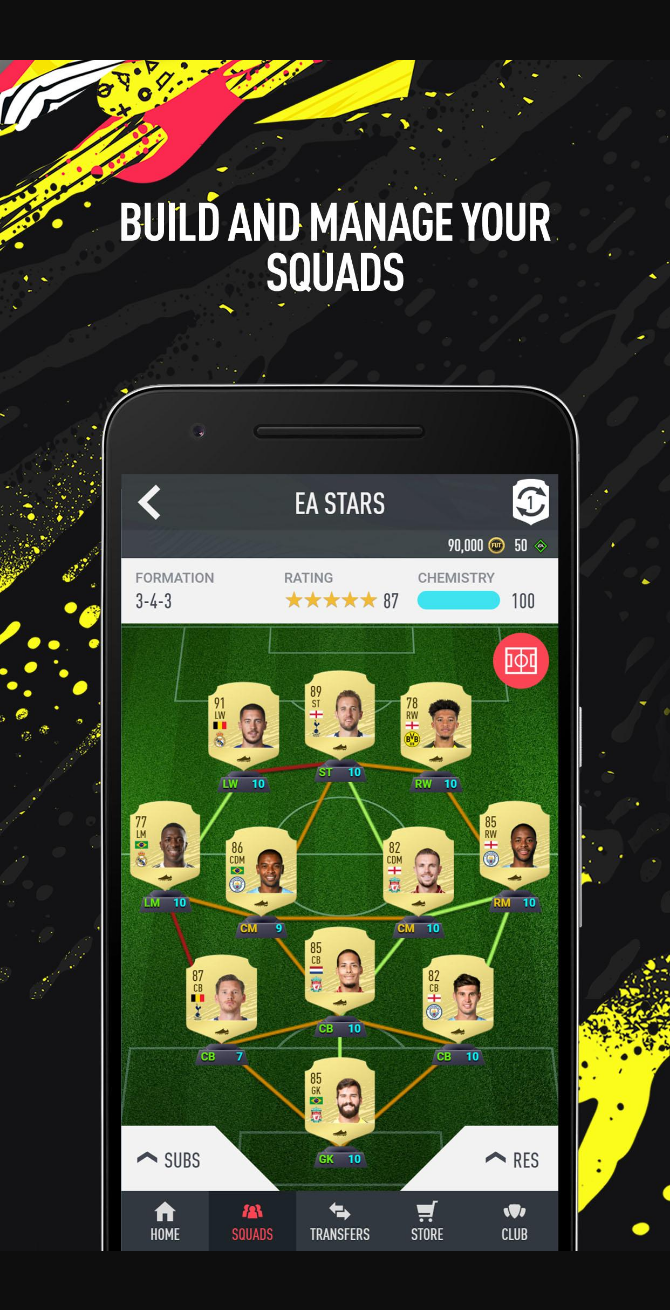 BUILD AND MANAGE YOUR
SQUADS
EA STARS
1
90,000 FUT 50
FORMATION RATING CHEMISTRY
3-4-3 87 100
91
LW
89
ST
78
RW
BVB
LW 10
ST 10
RW 10
77
LM
86
CDM
82
CDM
85
RW
LM 10
CM 9
CM 10
RM 10
87
CB
85
CB
82
CB
CB 7
CB 10
CB 10
85
GK
GK 10
SUBS
RES
HOME
SQUADS
TRANSFERS
STORE
CLUB